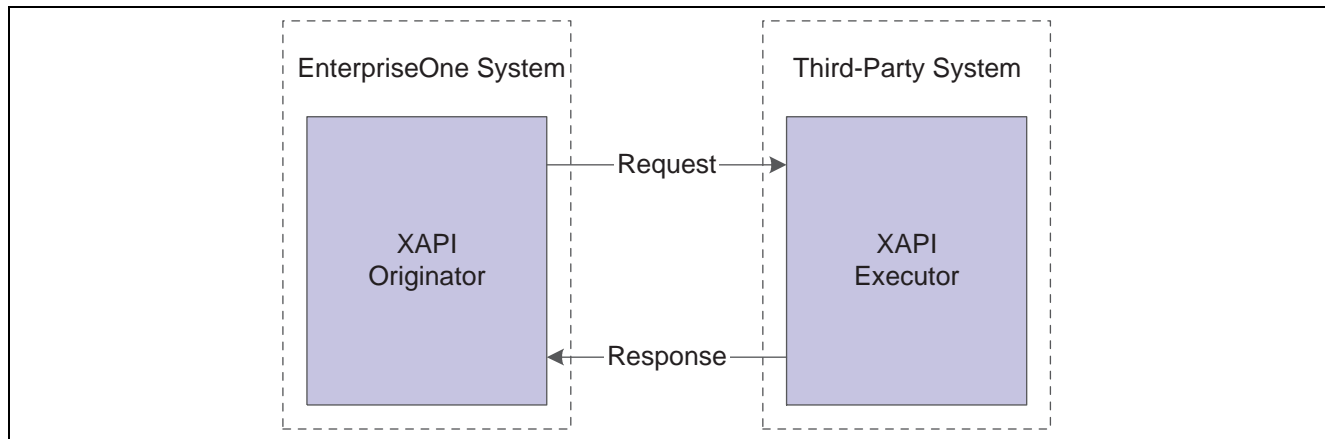 EnterpriseOne System
Third-Party System
Request
XAPI
Originator
XAPI
Executor
Response